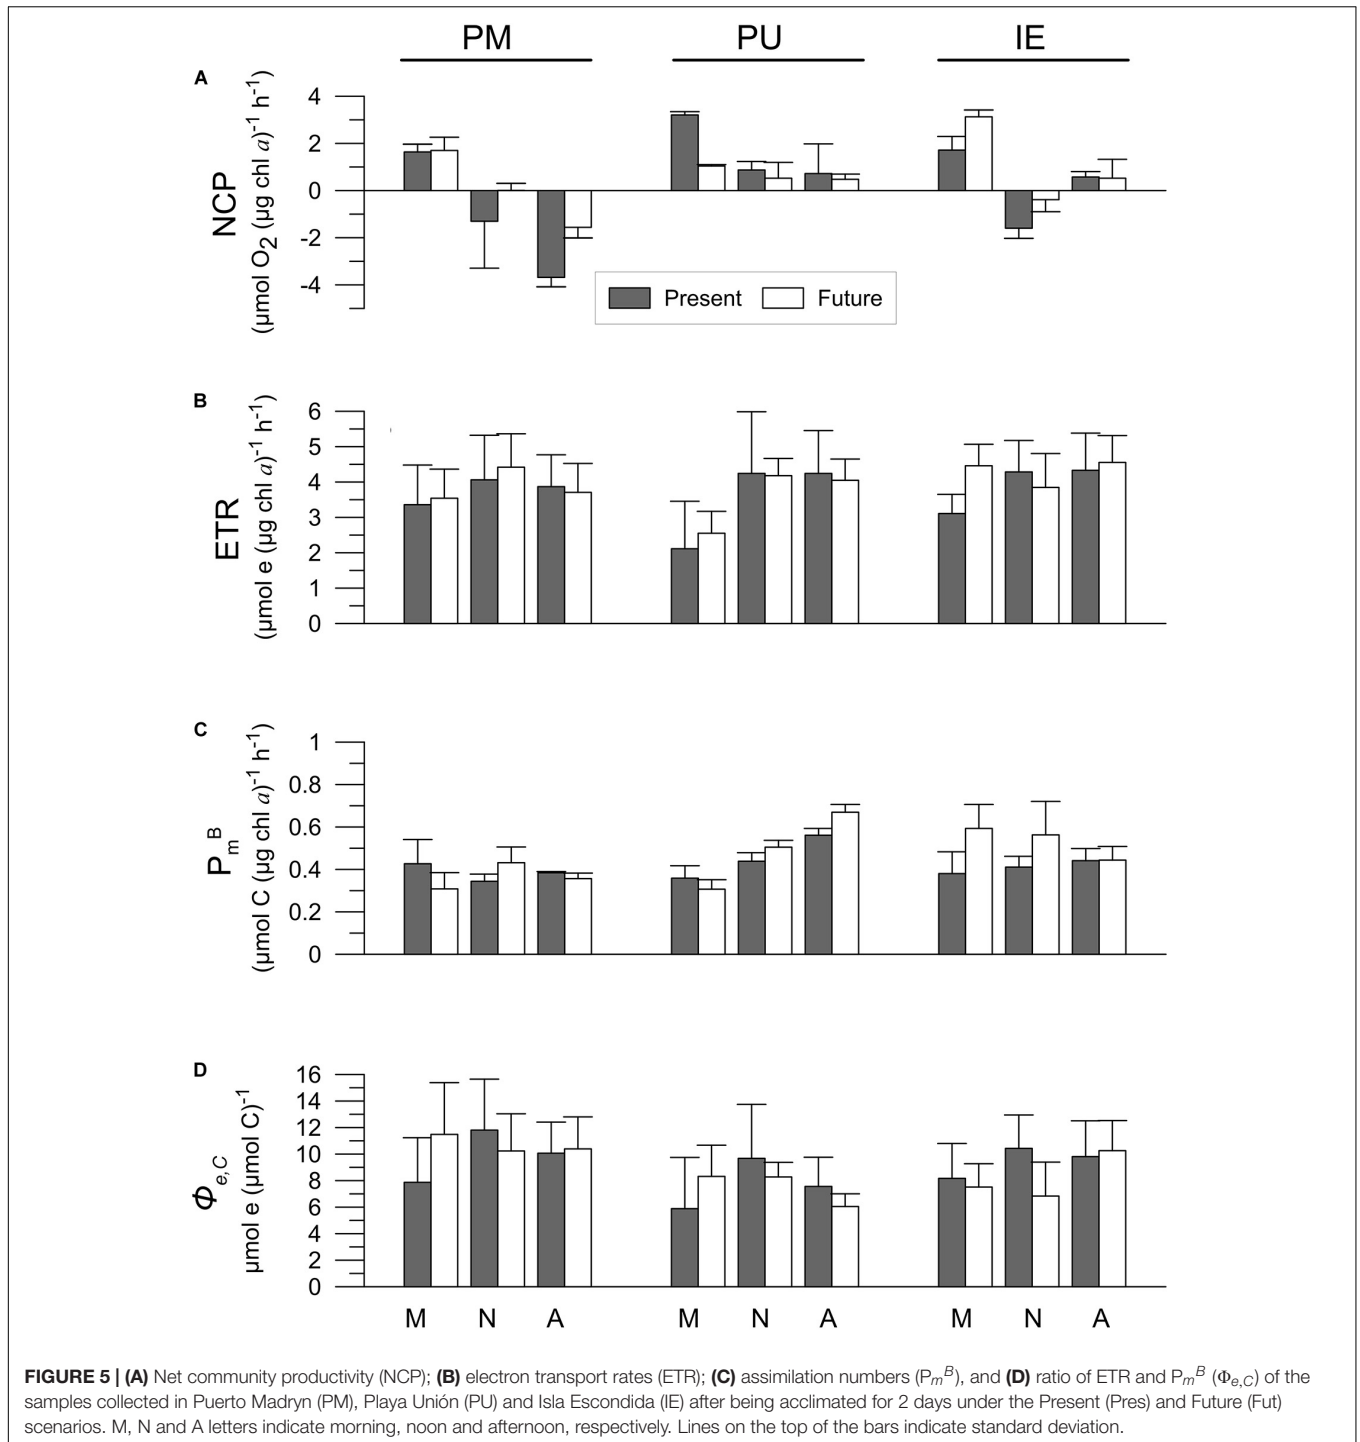 PM PU IE
A
4
2
0
-2
-4
NCP
(µmol O2 (µg chl a)-1 h-1)
Present Future
B
6
5
4
3
2
1
0
ETR
(µmol e (µg chl a)-1 h-1)
C
1
0.8
0.6
0.4
0.2
0
PmB
(µmol C (µg chl a)-1 h-1)
D
16
14
12
10
8
6
4
2
0
Φe,C
µmol e (µmol C)-1
M N A M N A M N A
FIGURE 5 | (A) Net community productivity (NCP); (B) electron transport rates (ETR); (C) assimilation numbers (PmB), and (D) ratio of ETR and PmB (Φe,C) of the
samples collected in Puerto Madryn (PM), Playa Unión (PU) and Isla Escondida (IE) after being acclimated for 2 days under the Present (Pres) and Future (Fut)
scenarios. M, N and A letters indicate morning, noon and afternoon, respectively. Lines on the top of the bars indicate standard deviation.